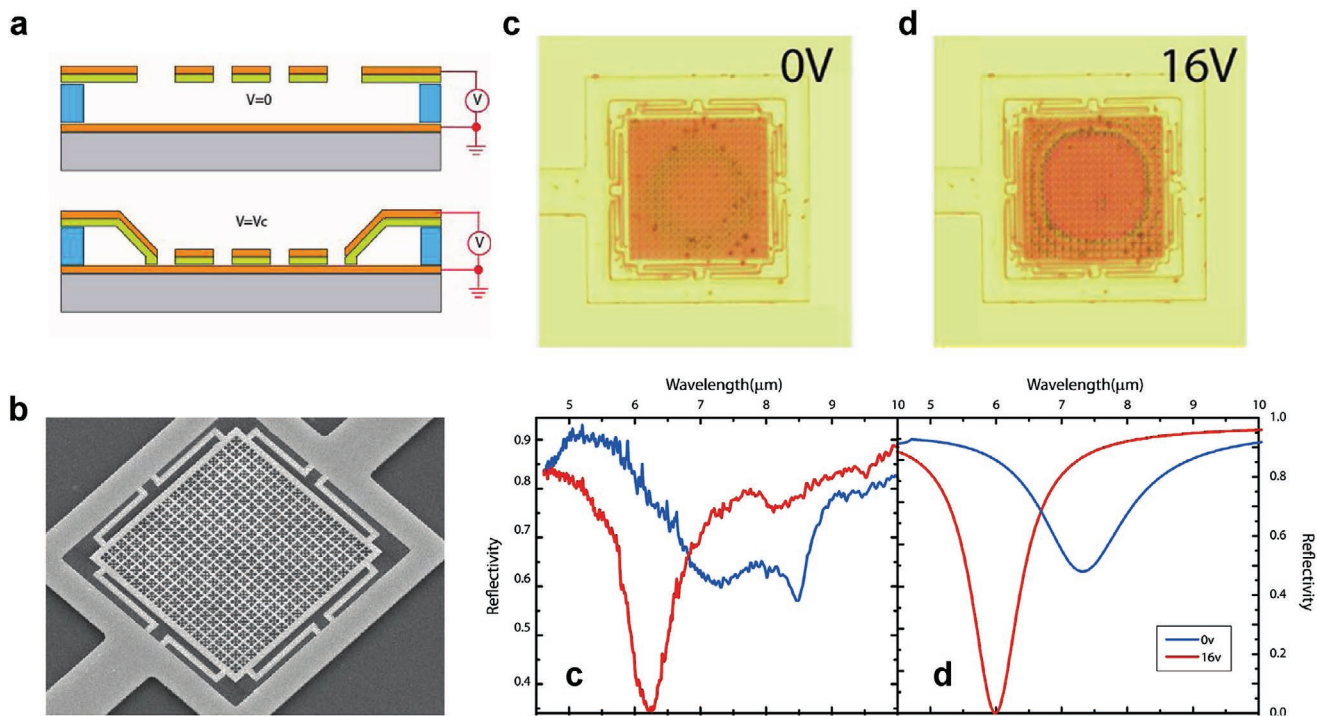 a
V=0
V
V=Vc
V
b
c
0V
d
16V
Wavelength(μm)
5 6 7 8 9 10
Reflectivity
0.9
0.8
0.7
0.6
0.5
0.4
c
Wavelength(μm)
5 6 7 8 9 10
1.0
0.8
0.6
0.4
0.2
0.0
Reflectivity
0v
16v
d